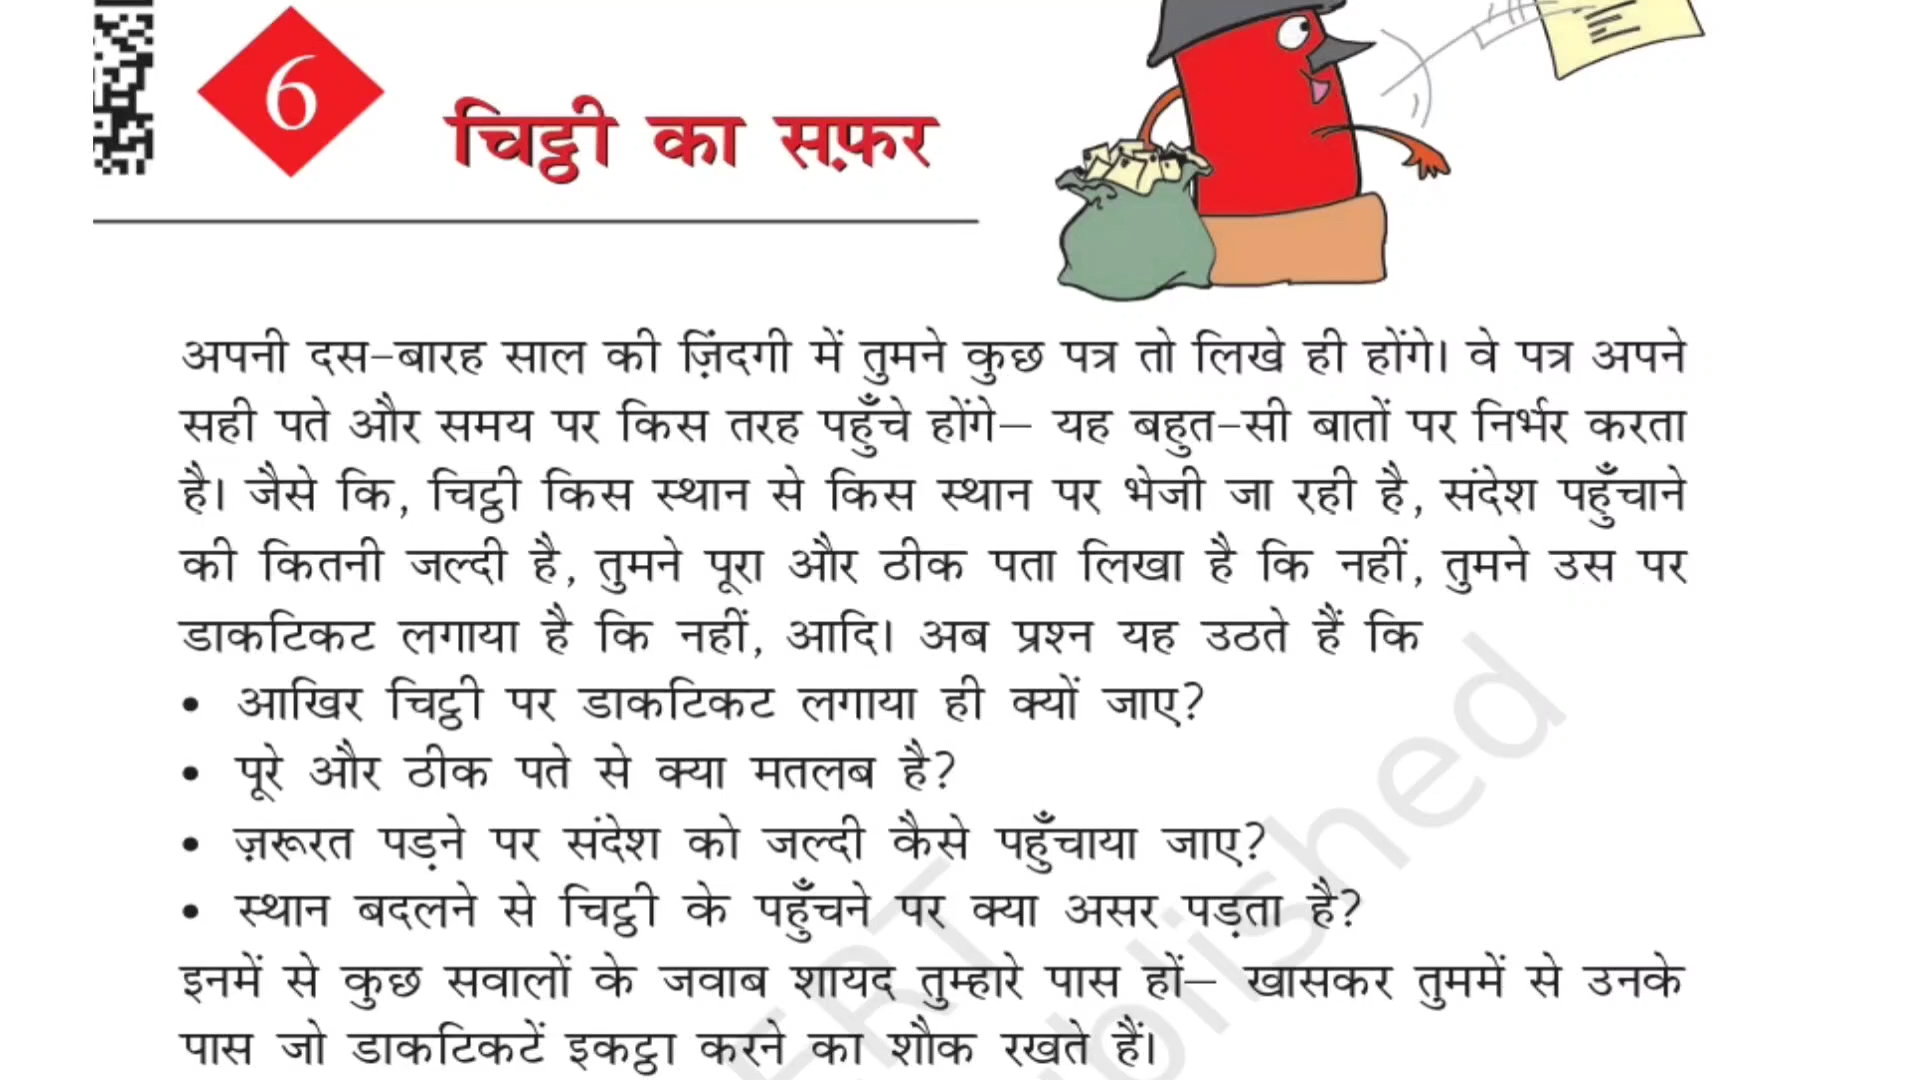 6
चिट्ठी का सफ़र
अपनी दस-बारह साल की ज़िंदगी में तुमने कुछ पत्र तो लिखे ही होंगे। वे पत्र अपने
सही पते और समय पर किस तरह पहुँचे होंगे– यह बहुत-सी बातों पर निर्भर करता
है। जैसे कि, चिट्ठी किस स्थान से किस स्थान पर भेजी जा रही है, संदेश पहुँचाने
की कितनी जल्दी है, तुमने पूरा और ठीक पता लिखा है कि नहीं, तुमने उस पर
डाकटिकट लगाया है कि नहीं, आदि। अब प्रश्न यह उठते हैं कि
• आखिर चिट्ठी पर डाकटिकट लगाया ही क्यों जाए?
• पूरे और ठीक पते से क्या मतलब है?
• ज़रूरत पड़ने पर संदेश को जल्दी कैसे पहुँचाया जाए?
• स्थान बदलने से चिट्ठी के पहुँचने पर क्या असर पड़ता है?
इनमें से कुछ सवालों के जवाब शायद तुम्हारे पास हों– खासकर तुममें से उनके
पास जो डाकटिकटें इकट्ठा करने का शौक रखते हैं।